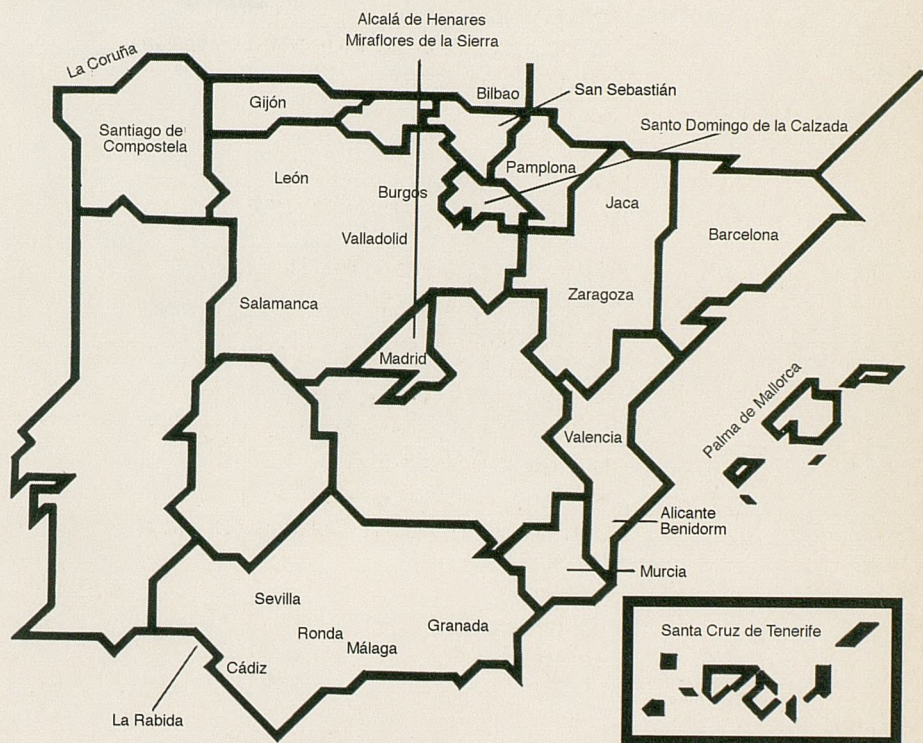 Alcalá de Henares
Miraflores de la Sierra
La Coruña
Bilbao
San Sebastián
Gijón
Santo Domingo de la Calzada
Santiago de
Compostela
Pamplona
León
Burgos
Jaca
Valladolid
Barcelona
Zaragoza
Salamanca
Madrid
Palma de Mallorca
Valencia
Alicante
Benidorm
Murcia
Sevilla
Granada
Ronda
Málaga
Cádiz
La Rabida
Santa Cruz de Tenerife